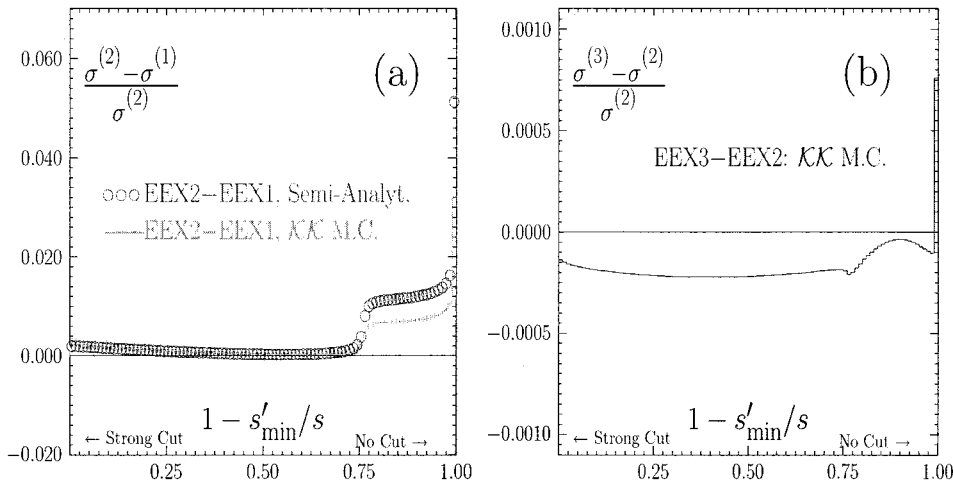 0.060
0.040
0.020
0.000
−0.020
σ(2) −σ(1)
σ(2)
(a)
○○○ EEX2−EEX1, Semi-Analyt.
EEX2−EEX1, KK M.C.
1 − s′min/s
← Strong Cut
No Cut →
0.25 0.50 0.75 1.00
0.0010
0.0005
0.0000
−0.0005
−0.0010
σ(3) −σ(2)
σ(2)
(b)
EEX3−EEX2: KK M.C.
1 − s′min/s
← Strong Cut
No Cut →
0.25 0.50 0.75 1.00